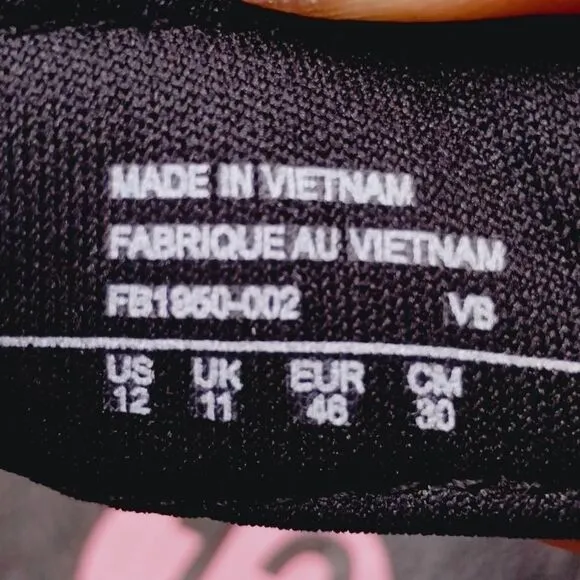 MADE IN VIETNAM
FABRIQUE AU VIETNAM
FB1950-002 VB
US UK EUR CM
12 11 46 30